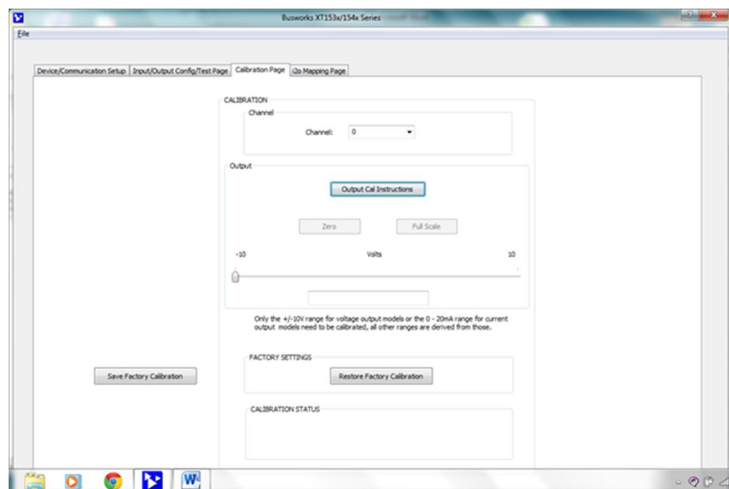 Busworks XT153x/154x Series
File
Device/Communication Setup Input/Output Config/Test Page Calibration Page i2o Mapping Page
CALIBRATION
Channel
Channel: 0
Output
Output Cal Instructions
Zero Full Scale
-10 Volts 10
Only the +/-10V range for voltage output models or the 0 - 20mA range for current
output models need to be calibrated, all other ranges are derived from those.
FACTORY SETTINGS
Save Factory Calibration Restore Factory Calibration
CALIBRATION STATUS